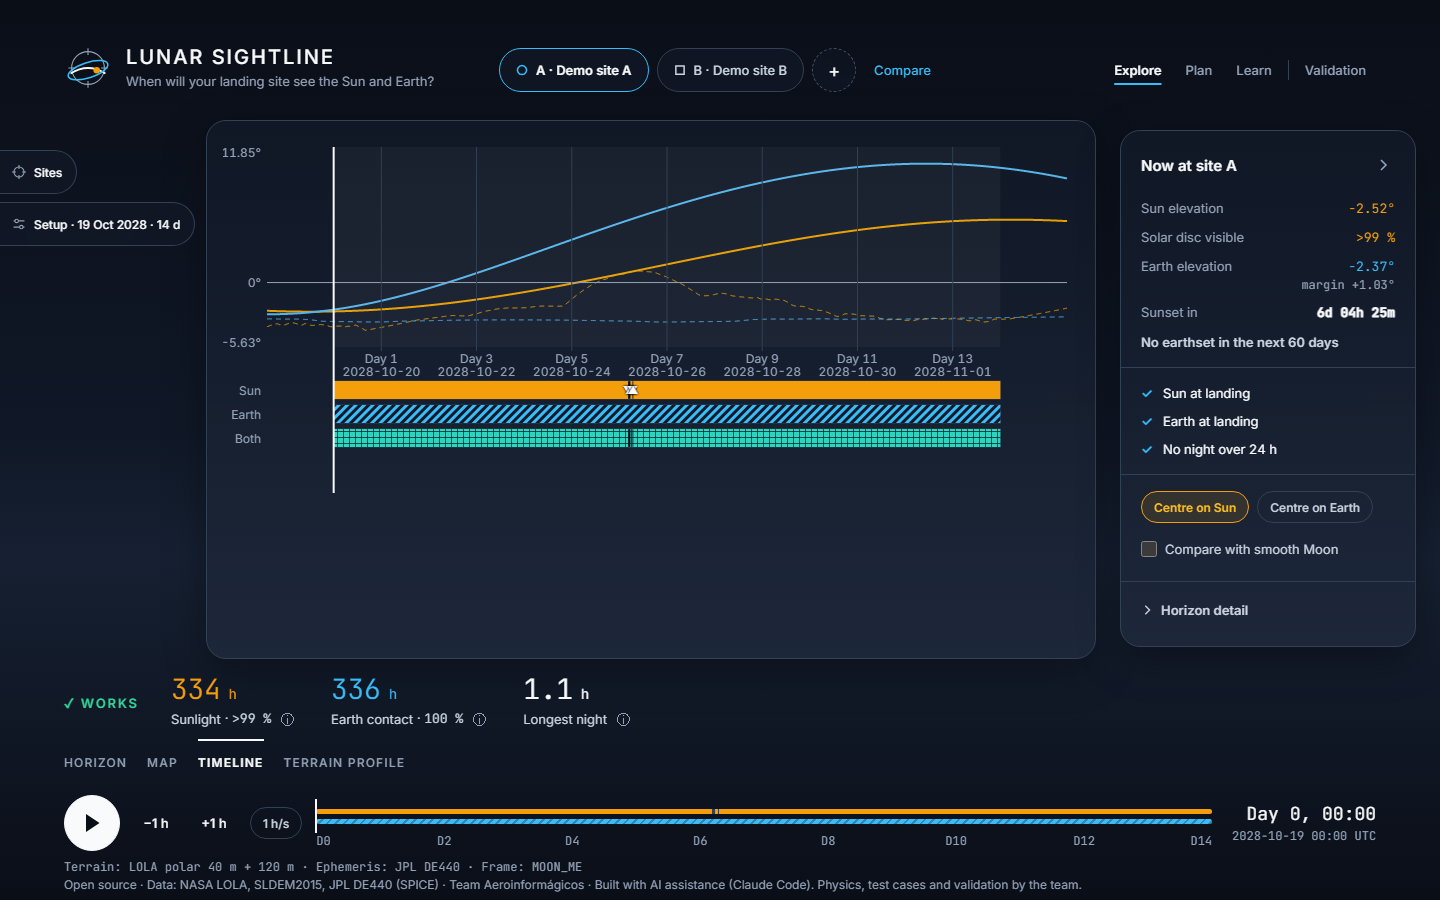 LUNAR SIGHTLINE
When will your landing site see the Sun and Earth?
A · Demo site A
B · Demo site B
+
Compare
Explore
Plan
Learn
Validation
Sites
Setup · 19 Oct 2028 · 14 d
11.85°
0°
-5.63°
Day 1
2028-10-20
Day 3
2028-10-22
Day 5
2028-10-24
Day 7
2028-10-26
Day 9
2028-10-28
Day 11
2028-10-30
Day 13
2028-11-01
Sun
Earth
Both
Now at site A
Sun elevation -2.52°
Solar disc visible >99 %
Earth elevation -2.37°
margin +1.03°
Sunset in 6d 04h 25m
No earthset in the next 60 days
Sun at landing
Earth at landing
No night over 24 h
Centre on Sun
Centre on Earth
Compare with smooth Moon
Horizon detail
✓ WORKS
334 h
Sunlight · >99 %
336 h
Earth contact · 100 %
1.1 h
Longest night
HORIZON
MAP
TIMELINE
TERRAIN PROFILE
−1 h
+1 h
1 h/s
D0 D2 D4 D6 D8 D10 D12 D14
Day 0, 00:00
2028-10-19 00:00 UTC
Terrain: LOLA polar 40 m + 120 m · Ephemeris: JPL DE440 · Frame: MOON_ME
Open source · Data: NASA LOLA, SLDEM2015, JPL DE440 (SPICE) · Team Aeroinformágicos · Built with AI assistance (Claude Code). Physics, test cases and validation by the team.